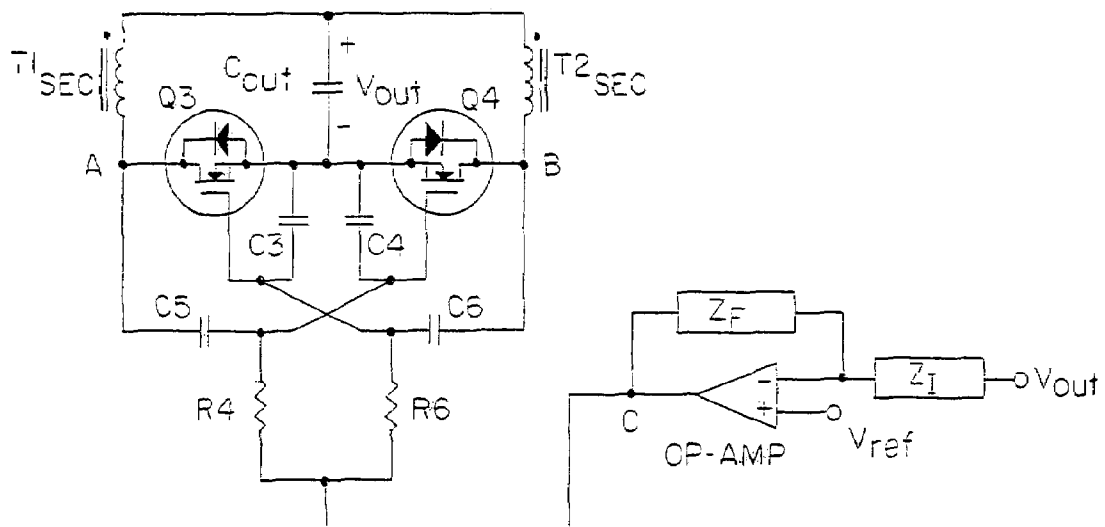 T1SEC
Cout
+
Vout
-
T2SEC
Q3
Q4
A
B
C3
C4
C5
C6
R4
R6
ZF
ZI
Vout
-
+
C
OP-AMP
Vref